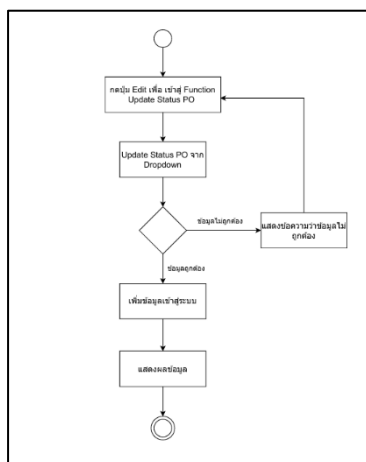 กดปุ่ม Edit เพื่อ เข้าสู่ Function
Update Status PO
Update Status PO จาก
Dropdown
ข้อมูลไม่ถูกต้อง
แสดงข้อความว่าข้อมูลไม่
ถูกต้อง
ข้อมูลถูกต้อง
เพิ่มข้อมูลเข้าสู่ระบบ
แสดงผลข้อมูล